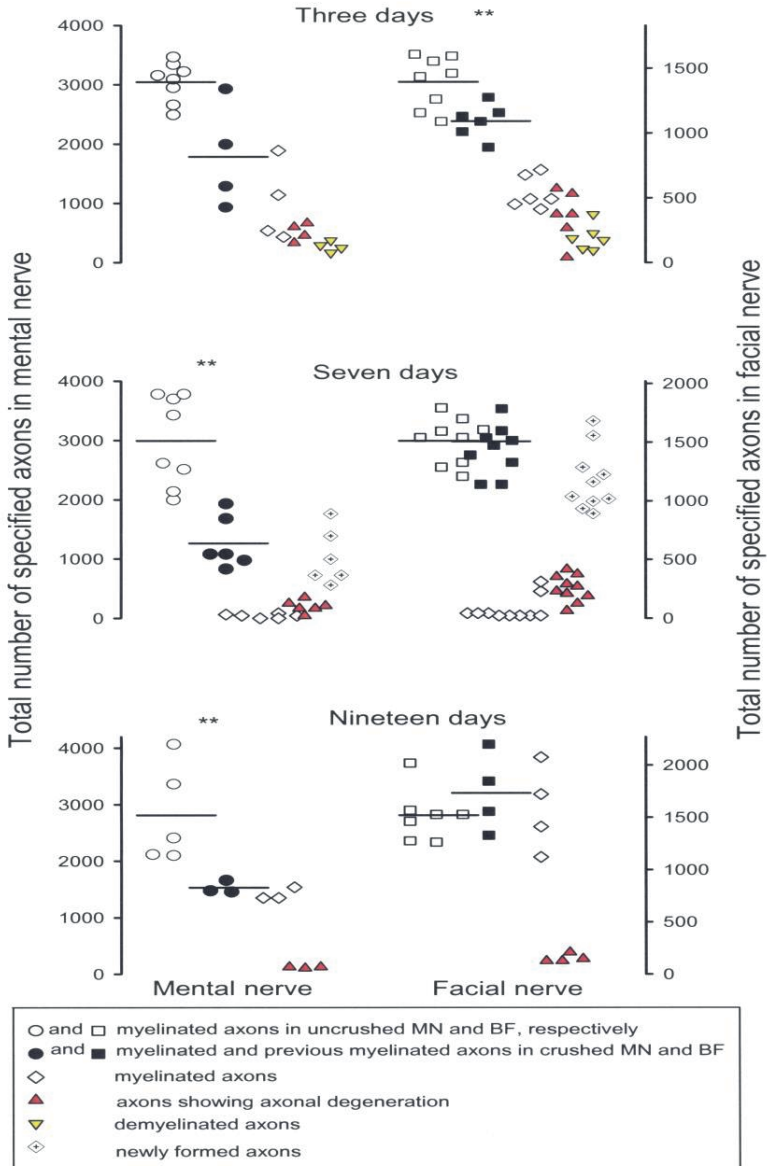 Three days
**
4000
3000
2000
1000
0
1500
1000
500
0
Total number of specified axons in mental nerve
Total number of specified axons in facial nerve
**
Seven days
4000
3000
2000
1000
0
2000
1500
1000
500
0
**
Nineteen days
4000
3000
2000
1000
0
2000
1500
1000
500
0
Mental nerve
Facial nerve
and myelinated axons in uncrushed MN and BF, respectively
and myelinated and previous myelinated axons in crushed MN and BF
myelinated axons
axons showing axonal degeneration
demyelinated axons
newly formed axons